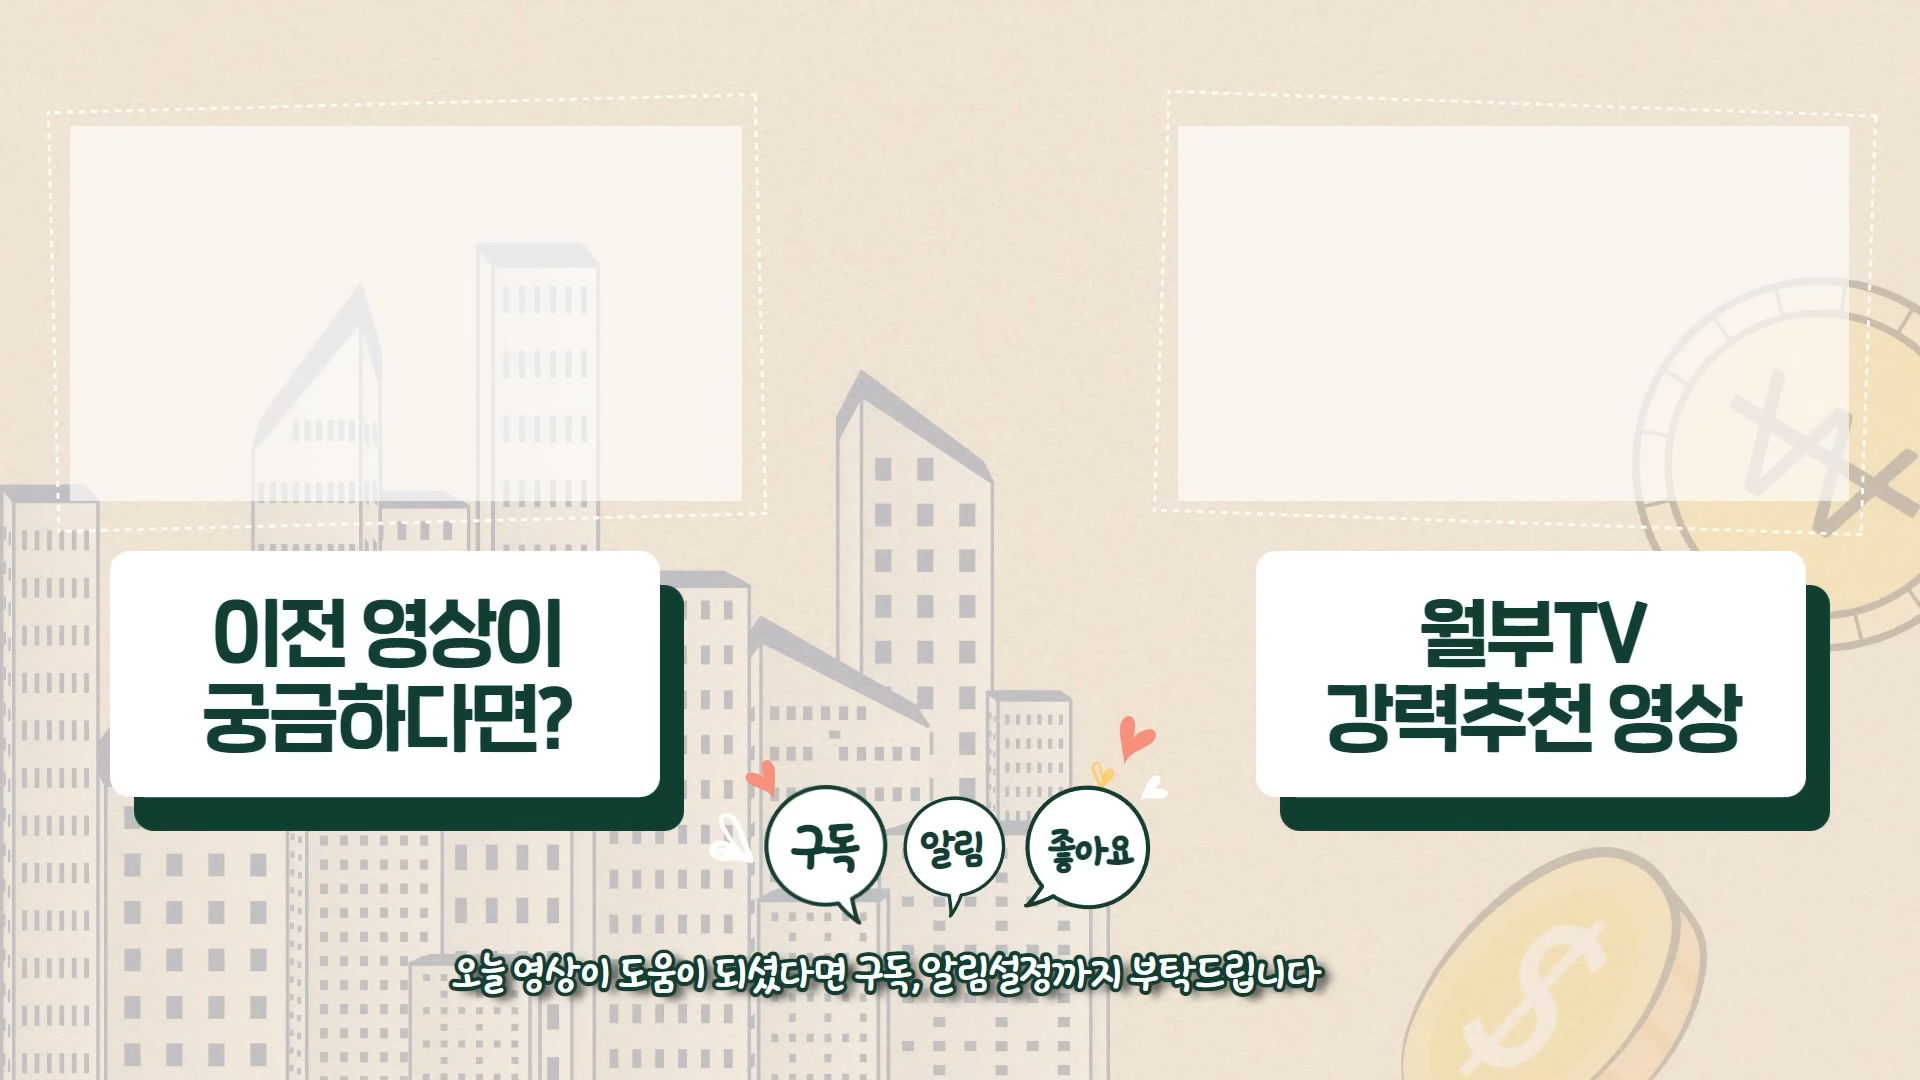 이전 영상이
궁금하다면?
월부TV
강력추천 영상
구독
알림
좋아요
오늘 영상이 도움이 되셨다면 구독, 알림설정까지 부탁드립니다